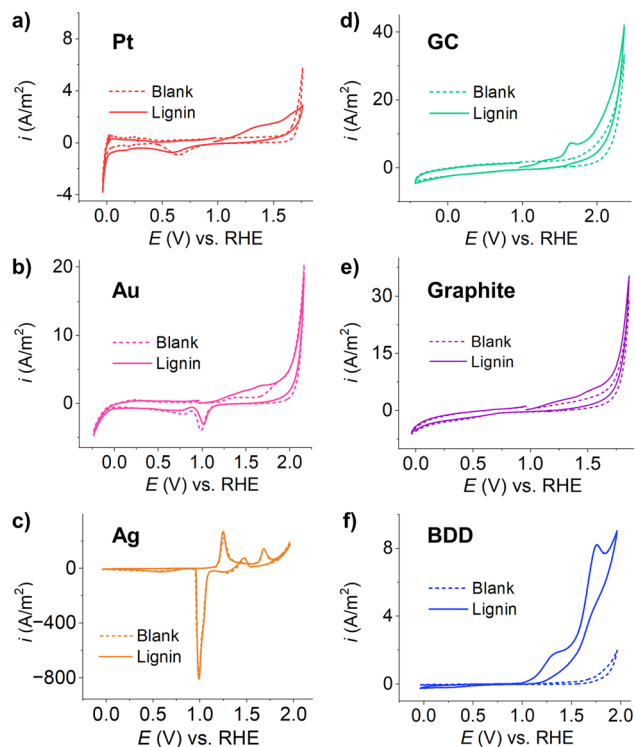 a)
Pt
Blank
Lignin
i (A/m²)
8
4
0
-4
0.0 0.5 1.0 1.5
E (V) vs. RHE
d)
GC
Blank
Lignin
i (A/m²)
40
20
0
0.0 1.0 2.0
E (V) vs. RHE
b)
Au
Blank
Lignin
i (A/m²)
20
10
0
0.0 0.5 1.0 1.5 2.0
E (V) vs. RHE
e)
Graphite
Blank
Lignin
i (A/m²)
30
15
0
0.0 0.5 1.0 1.5
E (V) vs. RHE
c)
Ag
Blank
Lignin
i (A/m²)
0
−400
−800
0.0 0.5 1.0 1.5 2.0
E (V) vs. RHE
f)
BDD
Blank
Lignin
i (A/m²)
8
4
0
0.0 0.5 1.0 1.5 2.0
E (V) vs. RHE